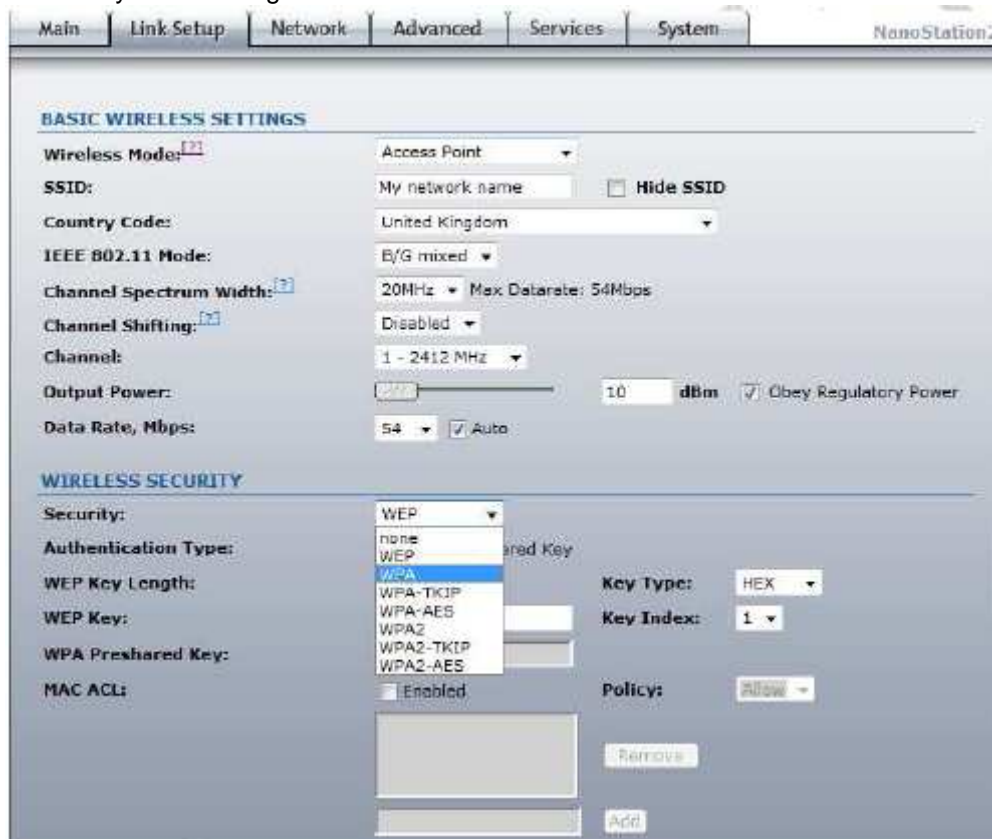 Main Link Setup Network Advanced Services System NanoStation2
BASIC WIRELESS SETTINGS
Wireless Mode:[?] Access Point
SSID: My network name Hide SSID
Country Code: United Kingdom
IEEE 802.11 Mode: B/G mixed
Channel Spectrum Width:[?] 20MHz Max Datarate: 54Mbps
Channel Shifting:[?] Disabled
Channel: 1 - 2412 MHz
Output Power: 10 dBm Obey Regulatory Power
Data Rate, Mbps: 54 Auto
WIRELESS SECURITY
Security: WEP
none
Authentication Type: WEP ared Key
WEP Key Length: WPA Key Type: HEX
WPA-TKIP
WEP Key: WPA-AES Key Index: 1
WPA2
WPA Preshared Key: WPA2-TKIP
WPA2-AES
MAC ACL: Enabled Policy: Allow
Remove
Add